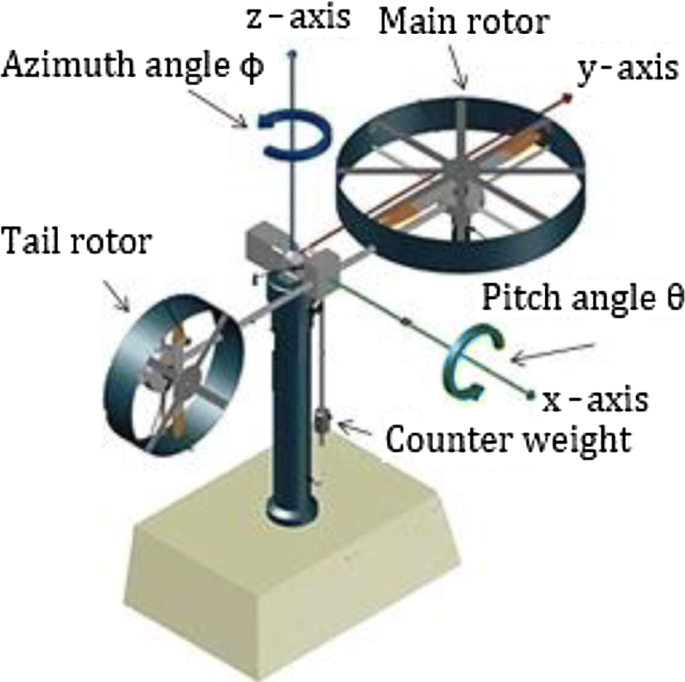 z-axis
Main rotor
Azimuth angle ϕ
y-axis
Tail rotor
Pitch angle θ
x-axis
Counter weight